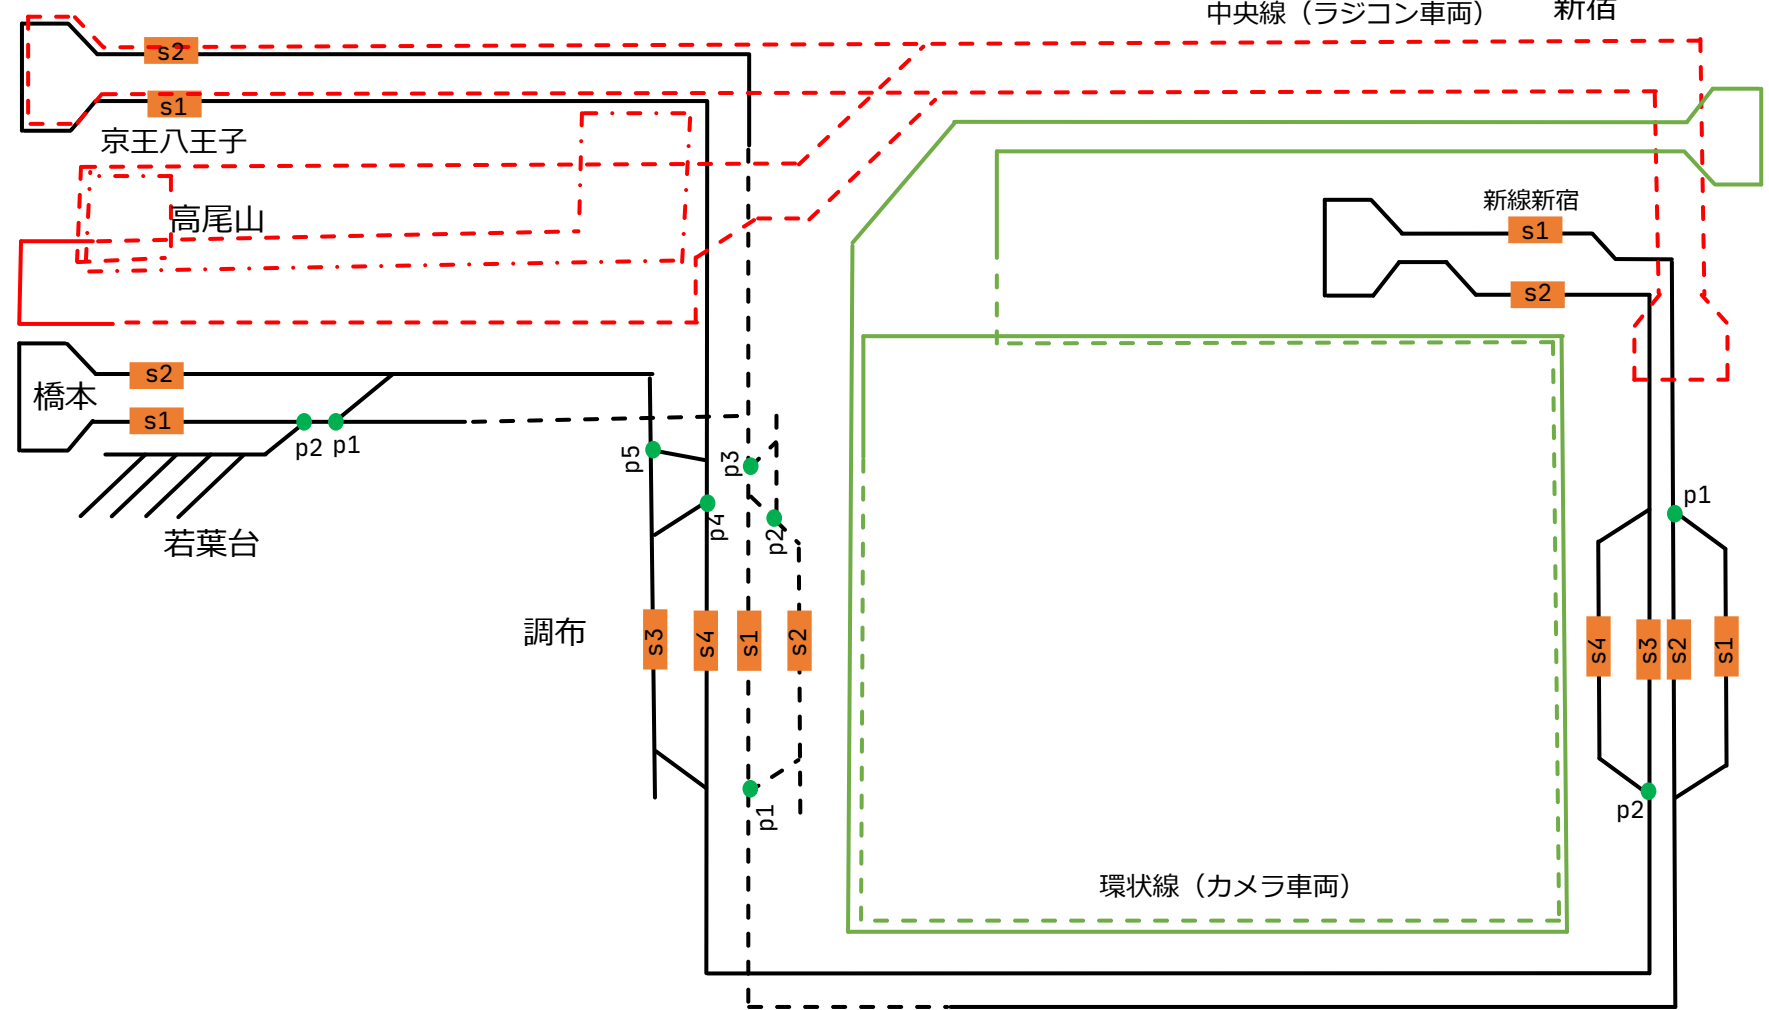 中央線（ラジコン車両）
新宿
s2
s1
京王八王子
高尾山
新線新宿
s1
s2
橋本
s2
s1
p2
p1
若葉台
p5
p4
p3
p2
調布
s3
s4
s1
s2
p1
p1
s4
s3
s2
s1
p2
環状線（カメラ車両）